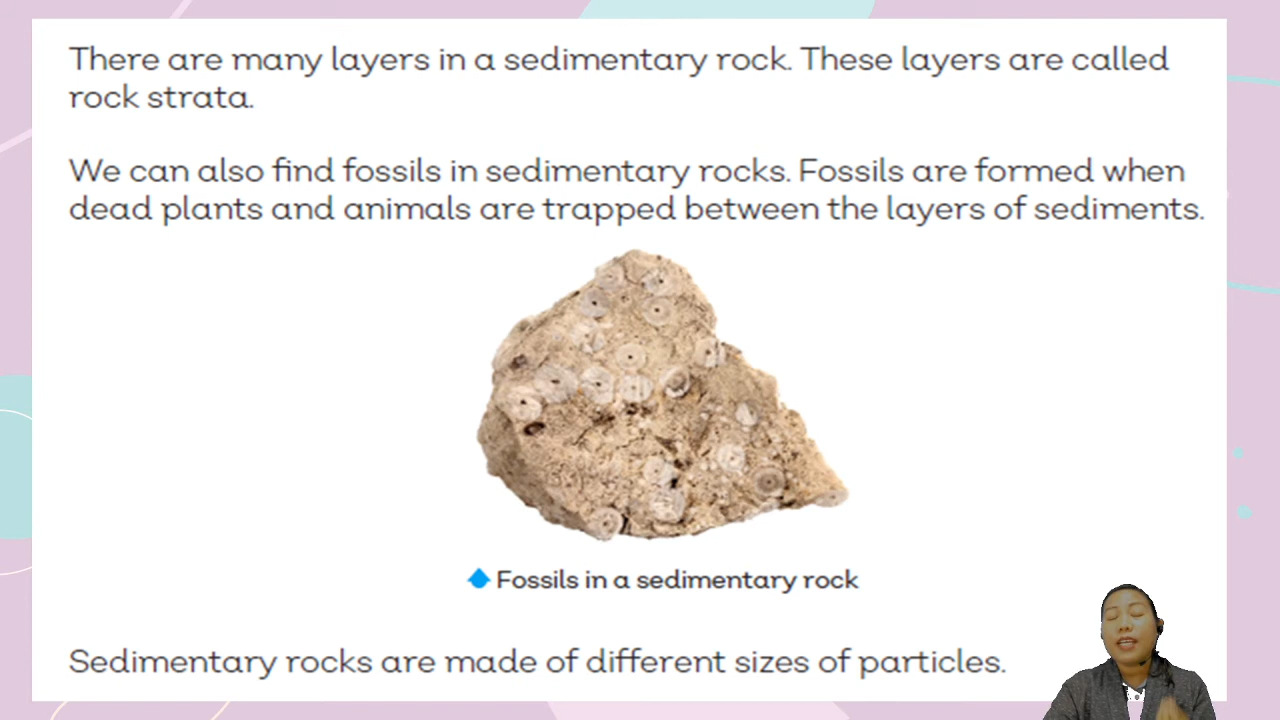 There are many layers in a sedimentary rock. These layers are called
rock strata.
We can also find fossils in sedimentary rocks. Fossils are formed when
dead plants and animals are trapped between the layers of sediments.
Fossils in a sedimentary rock
Sedimentary rocks are made of different sizes of particles.